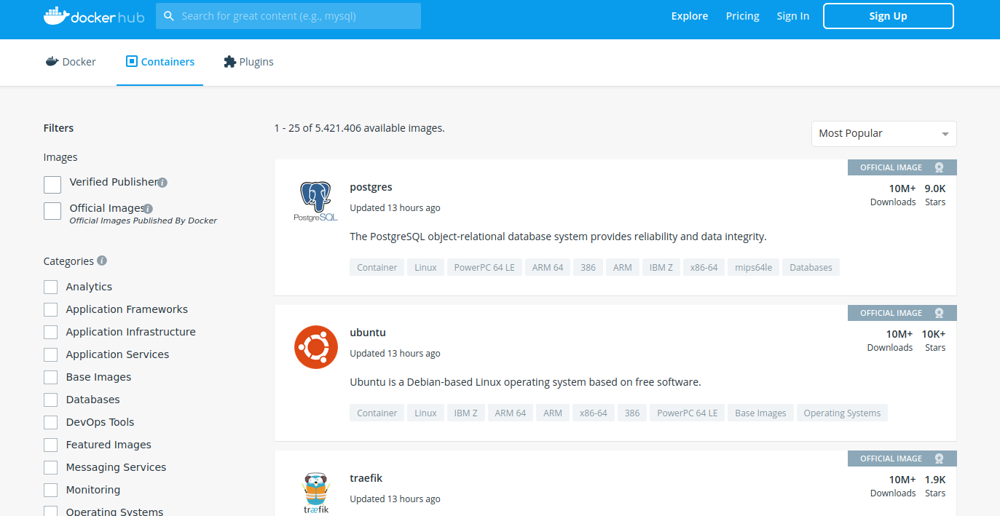 docker hub
Search for great content (e.g., mysql)
Explore
Pricing
Sign In
Sign Up
Docker
Containers
Plugins
Filters
Images
Verified Publisher
Official Images
Official Images Published By Docker
Categories
Analytics
Application Frameworks
Application Infrastructure
Application Services
Base Images
Databases
DevOps Tools
Featured Images
Messaging Services
Monitoring
Operating Systems
1 - 25 of 5.421.406 available images.
Most Popular
OFFICIAL IMAGE
PostgreSQL
postgres
Updated 13 hours ago
10M+ 9.0K
Downloads Stars
The PostgreSQL object-relational database system provides reliability and data integrity.
Container Linux PowerPC 64 LE ARM 64 386 ARM IBM Z x86-64 mips64le Databases
OFFICIAL IMAGE
ubuntu
Updated 13 hours ago
10M+ 10K+
Downloads Stars
Ubuntu is a Debian-based Linux operating system based on free software.
Container Linux IBM Z ARM 64 ARM x86-64 386 PowerPC 64 LE Base Images Operating Systems
OFFICIAL IMAGE
træfik
traefik
Updated 13 hours ago
10M+ 1.9K
Downloads Stars